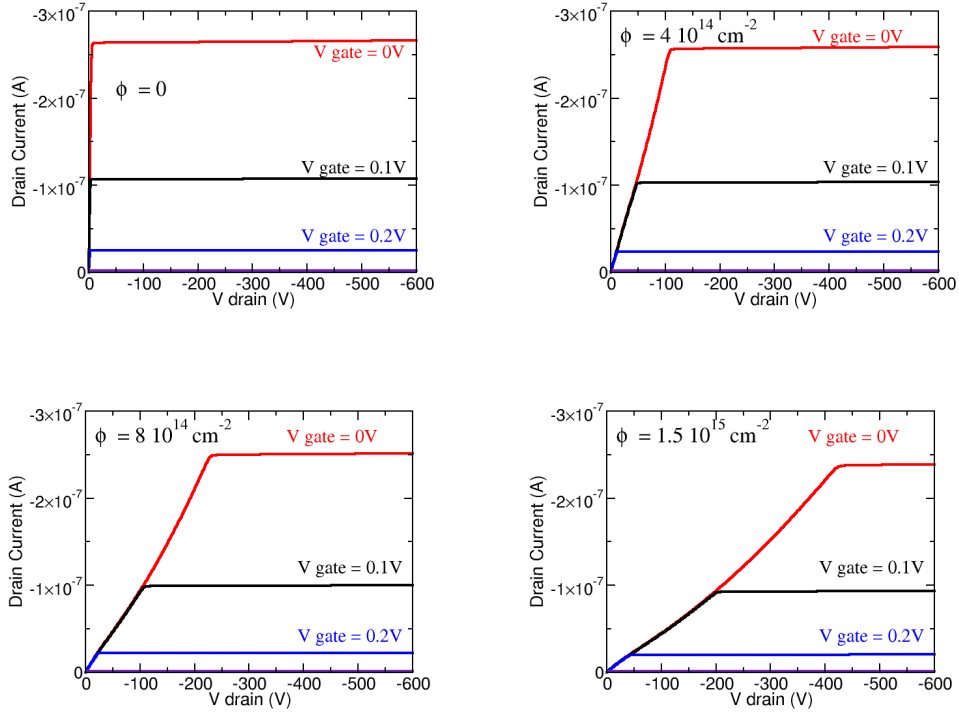 -3×10⁻⁷
V gate = 0V
ϕ = 0
-2×10⁻⁷
Drain Current (A)
V gate = 0.1V
-1×10⁻⁷
V gate = 0.2V
0
0 -100 -200 -300 -400 -500 -600
V drain (V)
-3×10⁻⁷
ϕ = 4 10¹⁴ cm⁻²
V gate = 0V
-2×10⁻⁷
Drain Current (A)
V gate = 0.1V
-1×10⁻⁷
V gate = 0.2V
0
0 -100 -200 -300 -400 -500 -600
V drain (V)
-3×10⁻⁷
ϕ = 8 10¹⁴ cm⁻²
V gate = 0V
-2×10⁻⁷
Drain Current (A)
V gate = 0.1V
-1×10⁻⁷
V gate = 0.2V
0
0 -100 -200 -300 -400 -500 -600
V drain (V)
-3×10⁻⁷
ϕ = 1.5 10¹⁵ cm⁻²
V gate = 0V
-2×10⁻⁷
Drain Current (A)
V gate = 0.1V
-1×10⁻⁷
V gate = 0.2V
0
0 -100 -200 -300 -400 -500 -600
V drain (V)